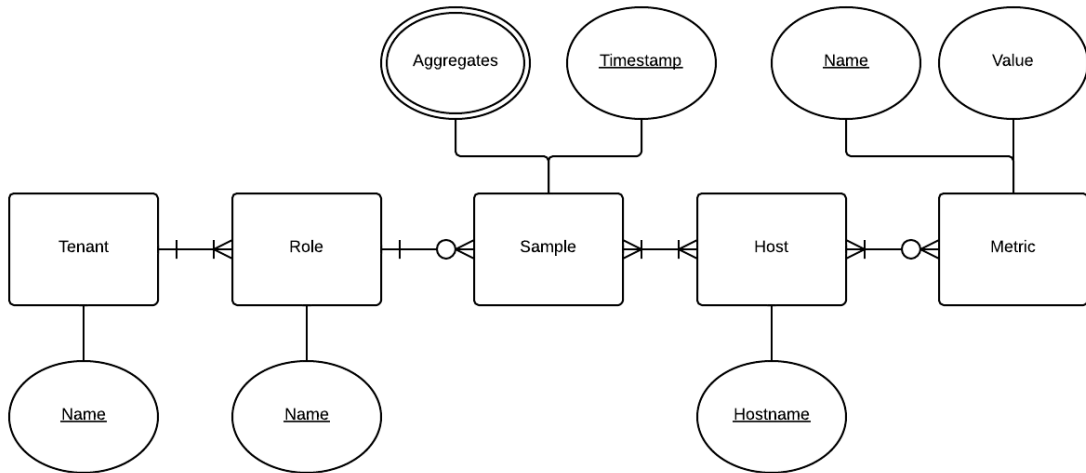 Aggregates
Timestamp
Name
Value
Tenant
Role
Sample
Host
Metric
Name
Name
Hostname